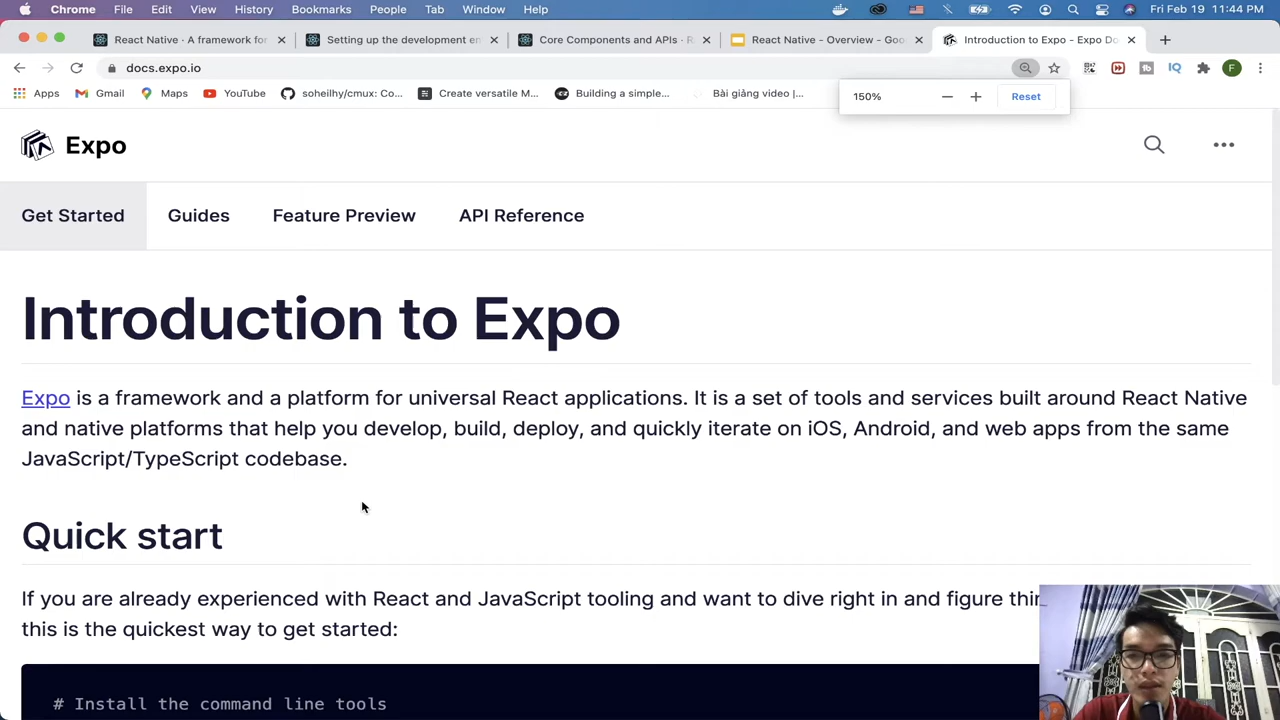 Chrome File Edit View History Bookmarks People Tab Window Help Fri Feb 19 11:44 PM
React Native · A framework for
Setting up the development en
Core Components and APIs · R
React Native - Overview - Goo
Introduction to Expo - Expo Do
docs.expo.io
Apps Gmail Maps YouTube soheilhy/cmux: Co... Create versatile M... Building a simple... Bài giảng video |...
150% Reset
Expo
Get Started Guides Feature Preview API Reference
Introduction to Expo
Expo is a framework and a platform for universal React applications. It is a set of tools and services built around React Native
and native platforms that help you develop, build, deploy, and quickly iterate on iOS, Android, and web apps from the same
JavaScript/TypeScript codebase.
Quick start
If you are already experienced with React and JavaScript tooling and want to dive right in and figure thin
this is the quickest way to get started:
# Install the command line tools